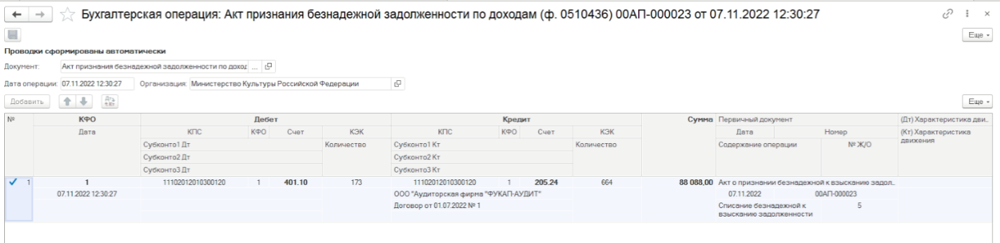 Бухгалтерская операция: Акт признания безнадежной задолженности по доходам (ф. 0510436) 00АП-000023 от 07.11.2022 12:30:27
Еще
Проводки сформированы автоматически
Документ: Акт признания безнадежной задолженности по доход ...
Дата операции: 07.11.2022 12:30:27 Организация: Министерство Культуры Российской Федерации
Добавить Еще
№ КФО Дебет Кредит Сумма Первичный документ (Дт) Характеристика дви..
Дата КПС КФО Счет КЭК КПС КФО Счет КЭК Дата Номер (Кт) Характеристика движения
Субконто1 Дт Количество Субконто1 Кт Количество Содержание операции № Ж/О
Субконто2 Дт Субконто2 Кт
Субконто3 Дт Субконто3 Кт
1 1 11102012010300120 1 401.10 173 11102012010300120 1 205.24 664 88 088,00 Акт о признании безнадежной к взысканию задол..
07.11.2022 12:30:27 ООО "Аудиторская фирма "ФУКАП-АУДИТ" 07.11.2022 00АП-000023
Договор от 01.07.2022 № 1 Списание безнадежной к 5
взысканию задолженности